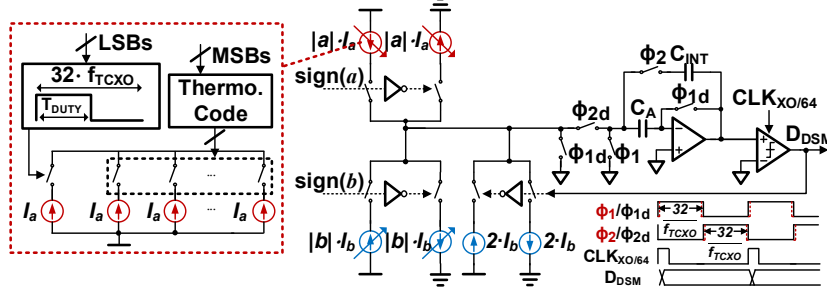 LSBs
MSBs
32· fTCXO
TDUTY
Thermo.
Code
...
...
Ia
Ia
Ia
Ia
|a|·Ia
|a|·Ia
sign(a)
sign(b)
|b|·Ib
|b|·Ib
2·Ib
2·Ib
Φ2d
Φ1d
Φ1
Φ2
CINT
CA
Φ1d
CLKXO/64
DDSM
Φ1/Φ1d
32
fTCXO
Φ2/Φ2d
32
fTCXO
CLKXO/64
DDSM